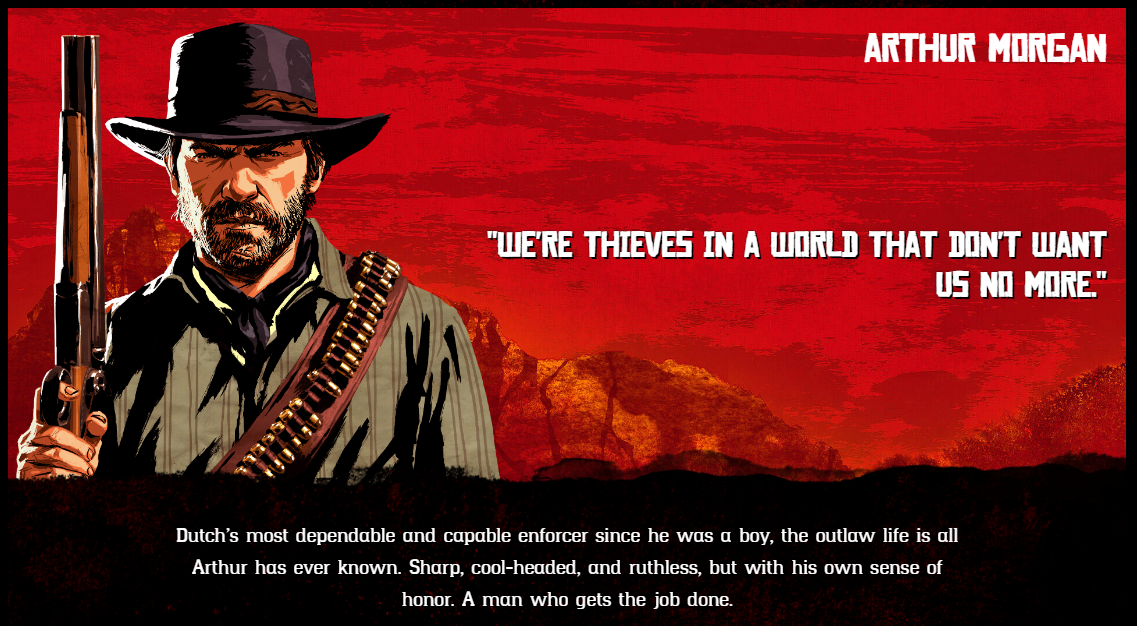 ARTHUR MORGAN
"WE'RE THIEVES IN A WORLD THAT DON'T WANT
US NO MORE."
Dutch's most dependable and capable enforcer since he was a boy, the outlaw life is all
Arthur has ever known. Sharp, cool-headed, and ruthless, but with his own sense of
honor. A man who gets the job done.